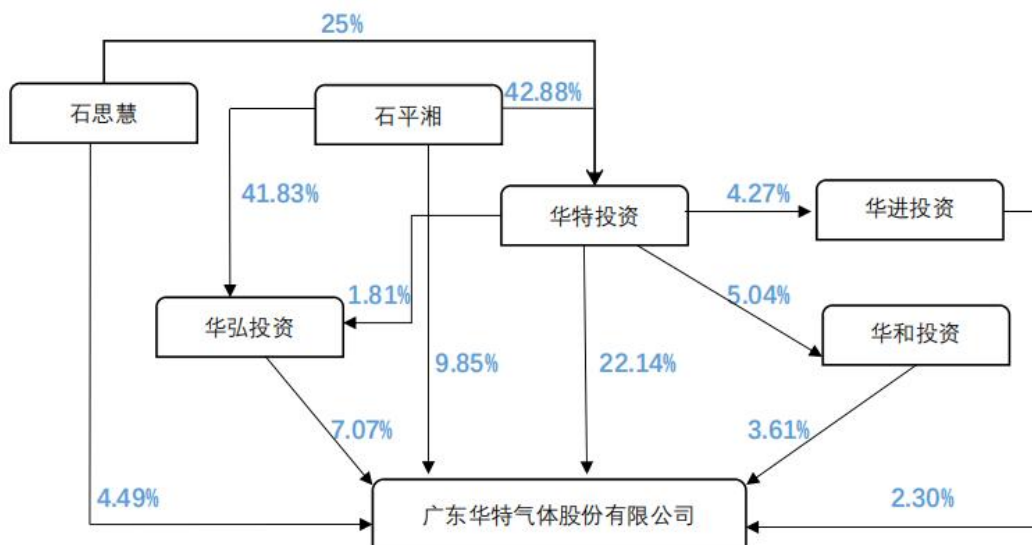 25%
石思慧
石平湘
42.88%
41.83%
华特投资
4.27%
华进投资
1.81%
5.04%
华弘投资
华和投资
9.85%
22.14%
7.07%
3.61%
4.49%
广东华特气体股份有限公司
2.30%